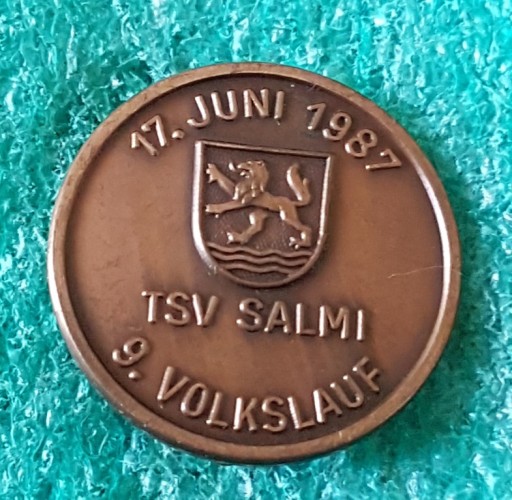 17. JUNI 1987
TSV SALMI
9. VOLKSLAUF